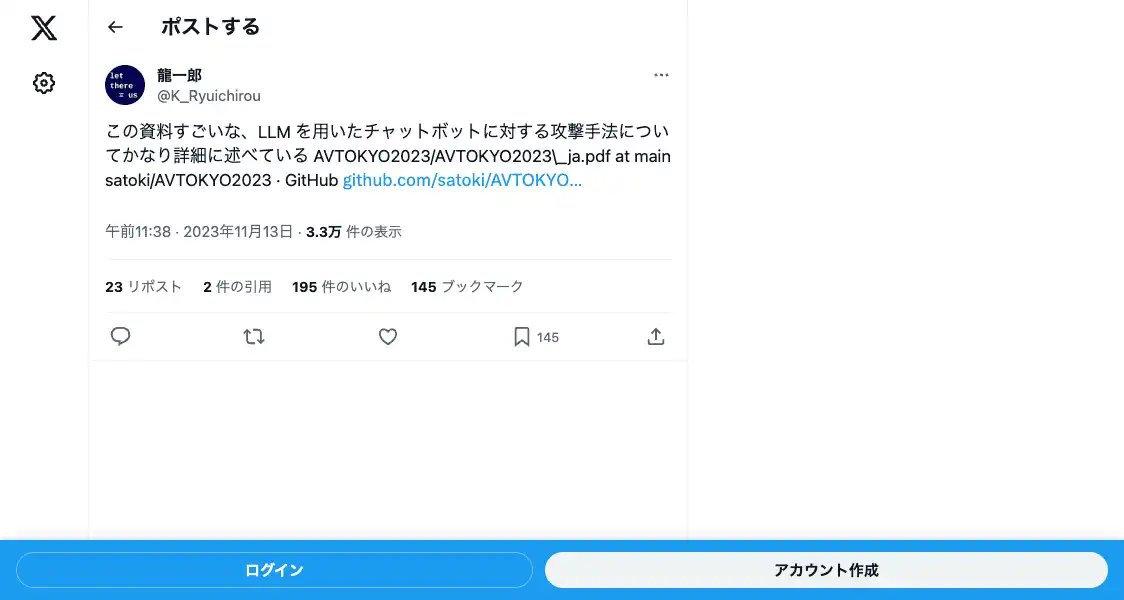 ポストする
let
there
= us
龍一郎
@K_Ryuichirou
この資料すごいな、LLM を用いたチャットボットに対する攻撃手法につい
てかなり詳細に述べている AVTOKYO2023/AVTOKYO2023\_ja.pdf at main
satoki/AVTOKYO2023 · GitHub github.com/satoki/AVTOKYO…
午前11:38 · 2023年11月13日 · 3.3万 件の表示
23 リポスト 2 件の引用 195 件のいいね 145 ブックマーク
145
ログイン アカウント作成